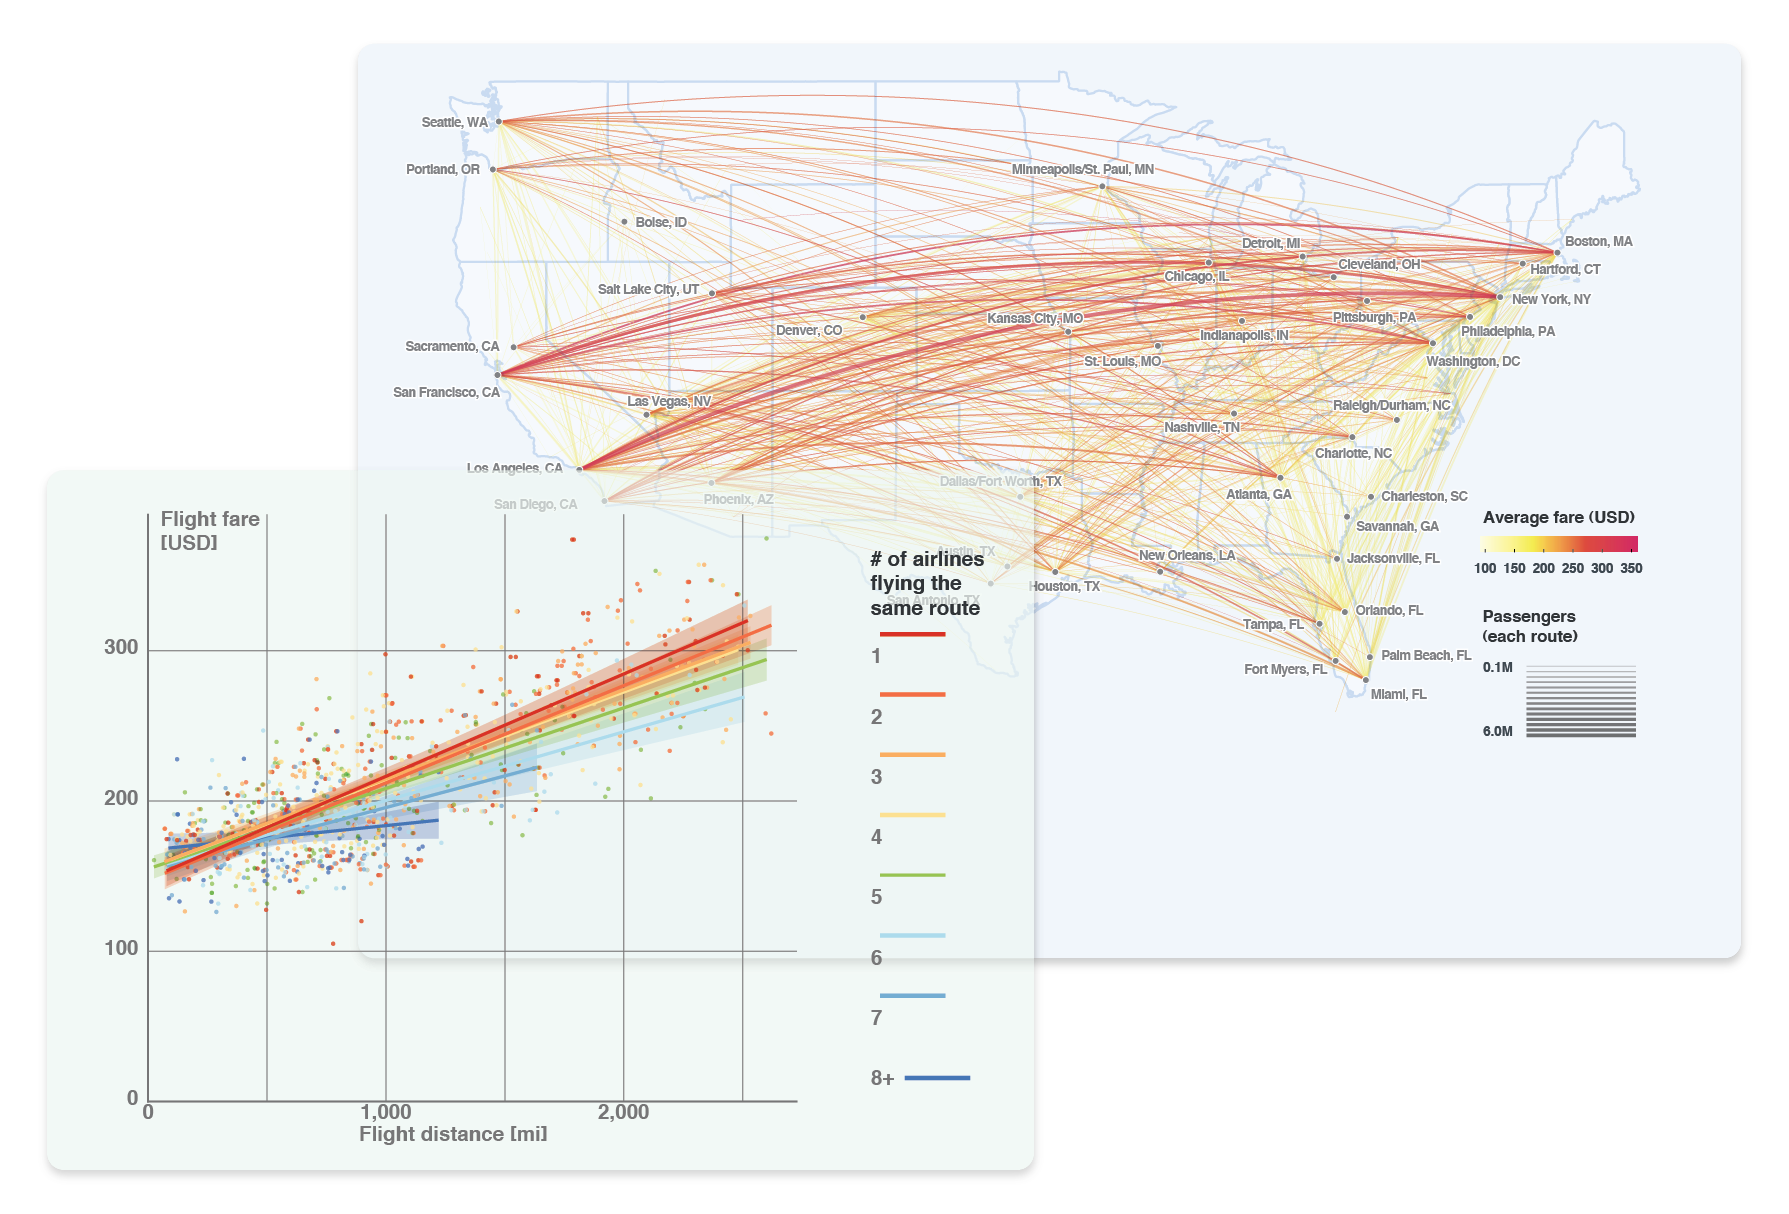 Seattle, WA
Portland, OR
Boise, ID
Minneapolis/St. Paul, MN
Boston, MA
Detroit, MI
Cleveland, OH
Hartford, CT
Chicago, IL
Salt Lake City, UT
New York, NY
Denver, CO
Kansas City, MO
Pittsburgh, PA
Philadelphia, PA
Indianapolis, IN
Sacramento, CA
St. Louis, MO
Washington, DC
San Francisco, CA
Las Vegas, NV
Raleigh/Durham, NC
Nashville, TN
Charlotte, NC
Los Angeles, CA
San Diego, CA
Phoenix, AZ
Dallas/Fort Worth, TX
Atlanta, GA
Charleston, SC
Savannah, GA
Austin, TX
New Orleans, LA
Jacksonville, FL
Houston, TX
San Antonio, TX
Orlando, FL
Tampa, FL
Palm Beach, FL
Fort Myers, FL
Miami, FL
Average fare (USD)
100 150 200 250 300 350
Passengers
(each route)
0.1M
6.0M
Flight fare
[USD]
300
200
100
0
0 1,000 2,000
Flight distance [mi]
# of airlines
flying the
same route
1
2
3
4
5
6
7
8+